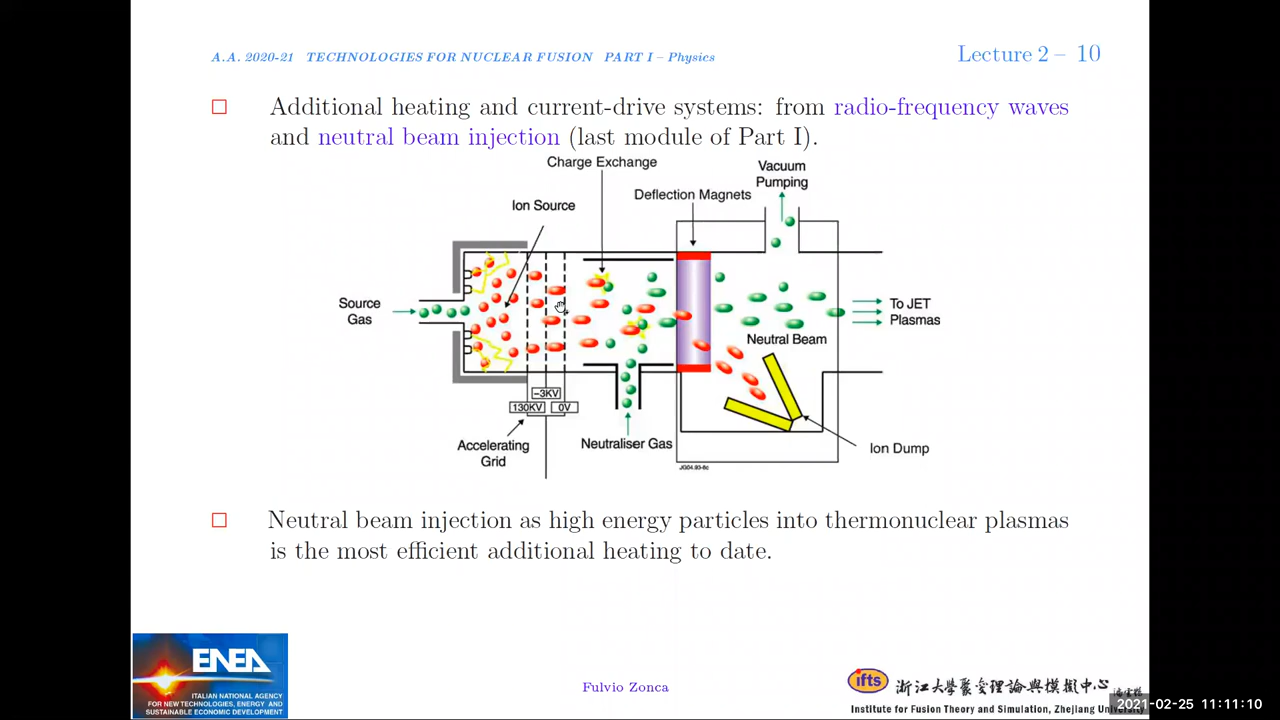 A.A. 2020-21 TECHNOLOGIES FOR NUCLEAR FUSION PART I – Physics
Lecture 2 – 10
Additional heating and current-drive systems: from radio-frequency waves
and neutral beam injection (last module of Part I).
Charge Exchange
Vacuum
Pumping
Deflection Magnets
Ion Source
Source
Gas
To JET
Plasmas
Neutral Beam
–3KV
130KV
0V
Accelerating
Grid
Neutraliser Gas
Ion Dump
JG04.93-6c
Neutral beam injection as high energy particles into thermonuclear plasmas
is the most efficient additional heating to date.
ENEA
ITALIAN NATIONAL AGENCY
FOR NEW TECHNOLOGIES, ENERGY AND
SUSTAINABLE ECONOMIC DEVELOPMENT
Fulvio Zonca
ifts
浙江大學聚变理論與模擬中心
Institute for Fusion Theory and Simulation, Zhejiang University
2021-02-25 11:11:10